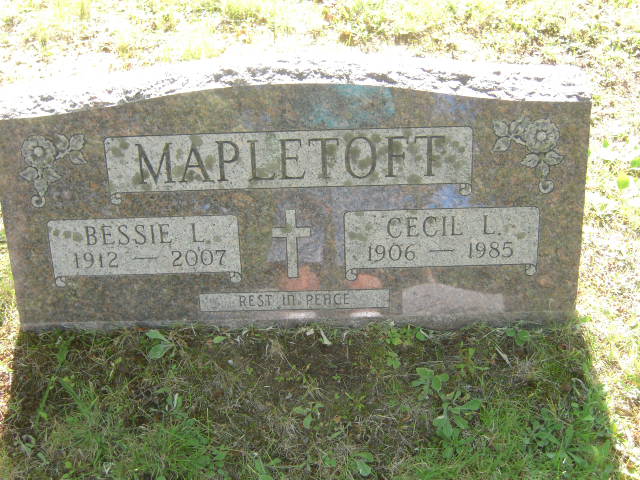 MAPLETOFT
BESSIE L.
1912 — 2007
CECIL L.
1906 — 1985
REST IN PEACE